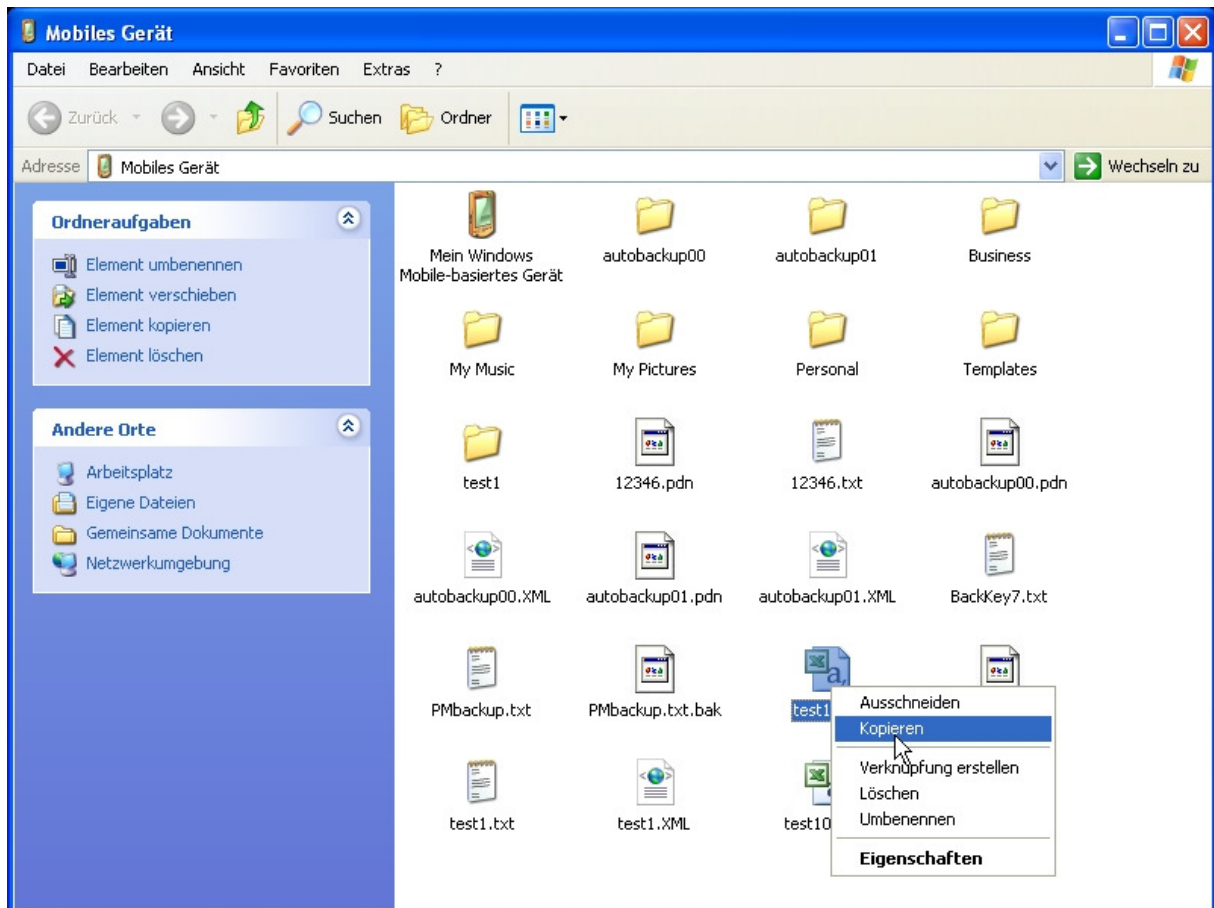 Mobiles Gerät
Datei Bearbeiten Ansicht Favoriten Extras ?
Zurück Suchen Ordner
Adresse Mobiles Gerät Wechseln zu
Ordneraufgaben
Element umbenennen
Element verschieben
Element kopieren
Element löschen
Andere Orte
Arbeitsplatz
Eigene Dateien
Gemeinsame Dokumente
Netzwerkumgebung
Mein Windows
Mobile-basiertes Gerät
autobackup00
autobackup01
Business
My Music
My Pictures
Personal
Templates
test1
12346.pdn
12346.txt
autobackup00.pdn
autobackup00.XML
autobackup01.pdn
autobackup01.XML
BackKey7.txt
PMbackup.txt
PMbackup.txt.bak
test1
test1.txt
test1.XML
test10
Ausschneiden
Kopieren
Verknüpfung erstellen
Löschen
Umbenennen
Eigenschaften